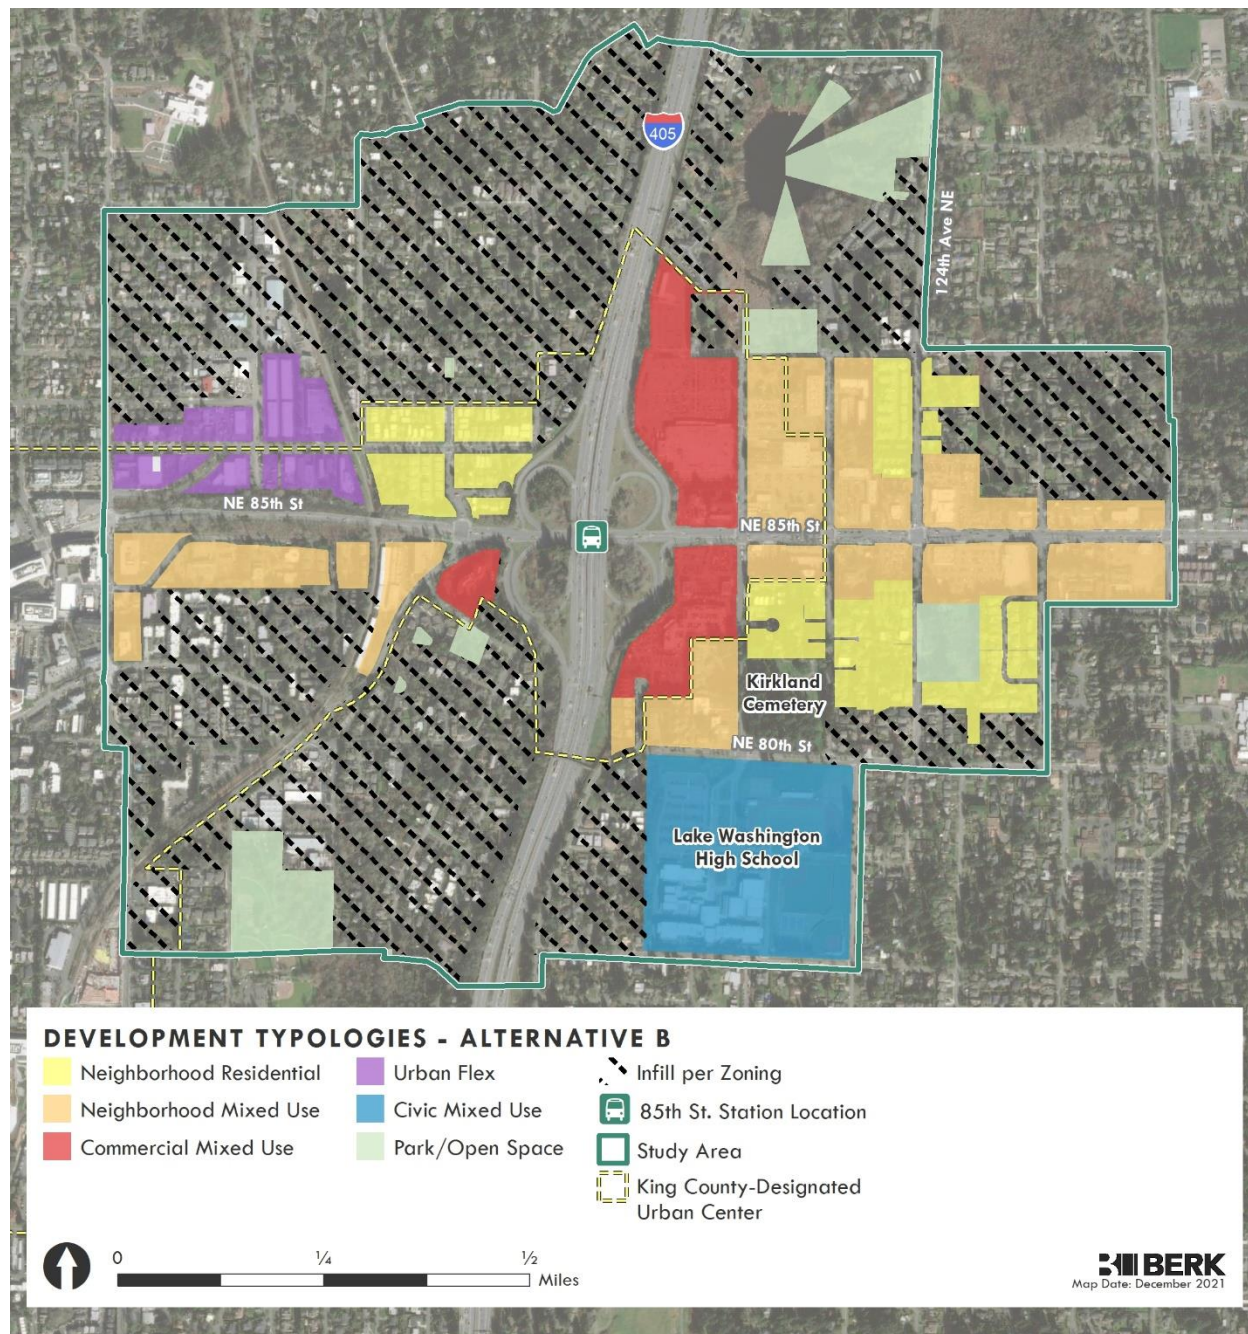 405
124th Ave NE
NE 85th St
NE 85th St
Kirkland
Cemetery
NE 80th St
Lake Washington
High School
DEVELOPMENT TYPOLOGIES - ALTERNATIVE B
Neighborhood Residential
Neighborhood Mixed Use
Commercial Mixed Use
Urban Flex
Civic Mixed Use
Park/Open Space
Infill per Zoning
85th St. Station Location
Study Area
King County-Designated
Urban Center
0 ¼ ½
Miles
BERK
Map Date: December 2021